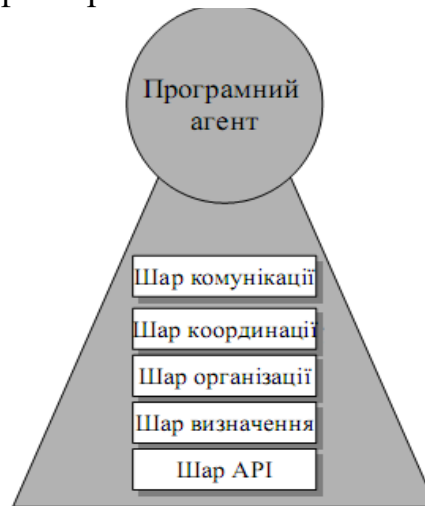 Програмний
агент
Шар комунікації
Шар координації
Шар організації
Шар визначення
Шар API